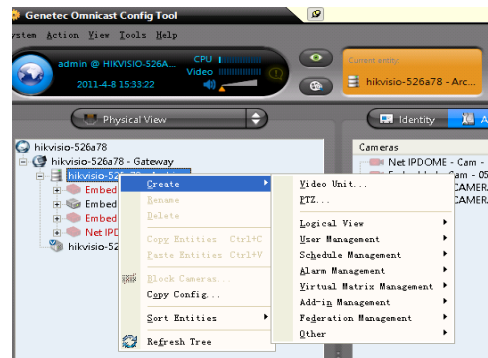 Genetec Omnicast Config Tool
stem Action View Tools Help
admin @ HIKVISIO-526A...
CPU
Video
2011-4-8 15:33:22
Current entity:
hikvisio-526a78 - Arc...
Physical View
Identity
A
hikvisio-526a78
hikvisio-526a78 - Gateway
hikvisio-52
Embed
Embed
Embed
Net IPD
hikvisio-52
Create
Rename
Delete
Copy Entities Ctrl+C
Paste Entities Ctrl+V
Block Cameras...
Copy Config...
Sort Entities
Refresh Tree
Video Unit...
PTZ...
Logical View
User Management
Schedule Management
Alarm Management
Virtual Matrix Management
Add-in Management
Federation Management
Other
Cameras
Net IPDOME - Cam -
Cam - 05
CAMERA
CAMERA